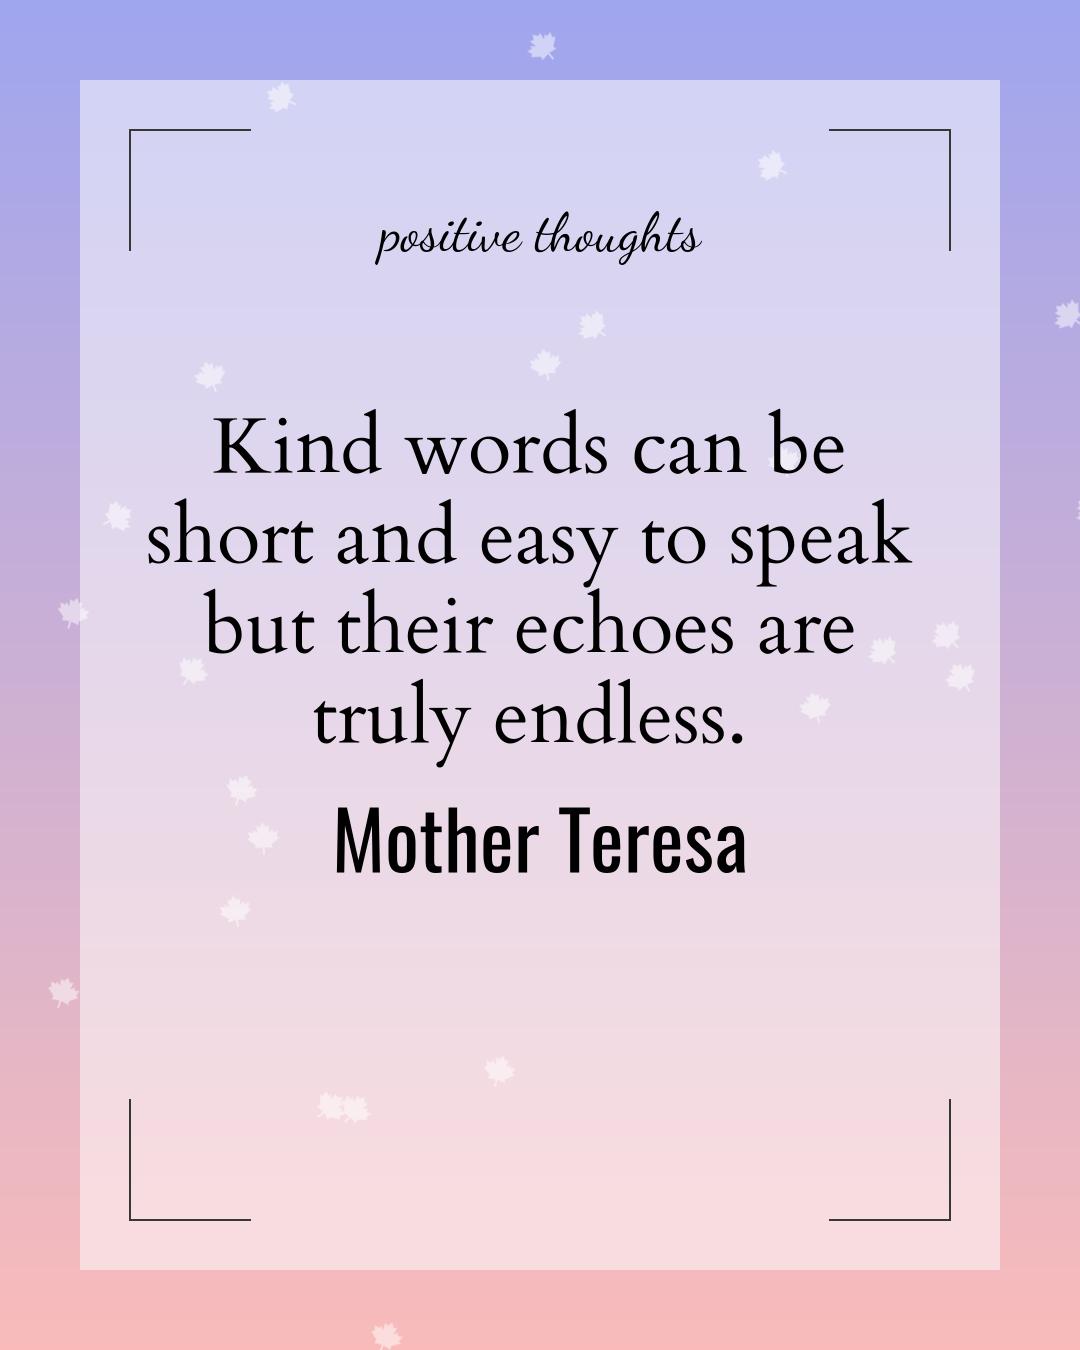 positive thoughts
Kind words can be
short and easy to speak
but their echoes are
truly endless.
Mother Teresa